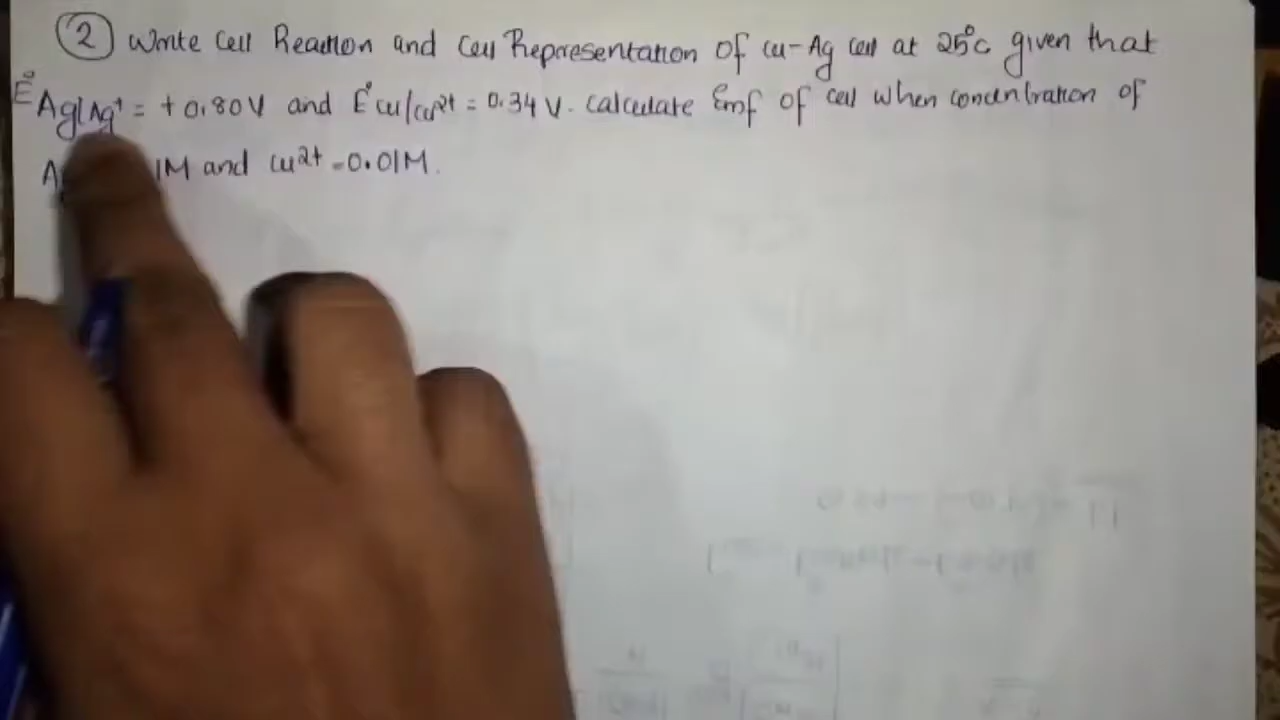 2 Write Cell Reaction and Cell Representation Of Cu-Ag Cell at 25°C given that
E° Ag|Ag+ = +0.80V and E° Cu/Cu2+ = 0.34 V. Calculate Emf Of Cell when concentration of
1M and Cu2+ = 0.01M.